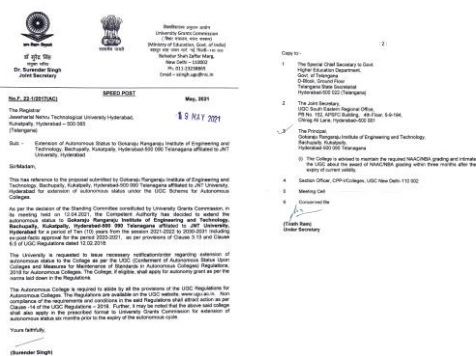 डॉ सुरेन्द्र सिंह
संयुक्त सचिव
Dr. Surender Singh
Joint Secretary
विश्वविद्यालय अनुदान आयोग
University Grants Commission
(Ministry of Education, Govt. of India)
Bahadur Shah Zafar Marg,
New Delhi – 110002
SPEED POST
No.F. 22-1/2017(AC)
May, 2021
19 MAY 2021
The Registrar
Jawaharlal Nehru Technological University Hyderabad,
Kukatpally, Hyderabad – 500 085
(Telangana)
Sub: - Extension of Autonomous Status to Gokaraju Rangaraju Institute of Engineering and
Technology, Bachupally, Kukatpally, Hyderabad-500 090 Telangana affiliated to JNT
University, Hyderabad
Sir/Madam,
This has reference to the proposal submitted by Gokaraju Rangaraju Institute of Engineering and
Technology, Bachupally, Kukatpally, Hyderabad-500 090 Telangana affiliated to JNT University,
Hyderabad for extension of autonomous status under the UGC Scheme for Autonomous
Colleges.
As per the decision of the Standing Committee constituted by University Grants Commission, in
its meeting held on 12.04.2021, the Competent Authority has decided to extend the
autonomous status to Gokaraju Rangaraju Institute of Engineering and Technology,
Bachupally, Kukatpally, Hyderabad-500 090 Telangana affiliated to JNT University,
Hyderabad for a period of Ten (10) years from the session 2021-2022 to 2030-2031 including
ex-post-facto approval for the period 2020-2021, as per provisions of Clause 3.13 and Clause
6.5 of UGC Regulations dated 12.02.2018.
The University is requested to issue necessary notification/order regarding extension of
autonomous status to the College as per the UGC (Conferment of Autonomous Status Upon
Colleges and Measures for Maintenance of Standards in Autonomous Colleges) Regulations,
2018 for Autonomous Colleges. The College, if eligible, shall apply for autonomy grant as per the
norms laid down in the Regulations.
The Autonomous College is required to abide by all the provisions of the UGC Regulations for
Autonomous Colleges. The Regulations are available on the UGC website, www.ugc.ac.in. Non
compliance of the requirements and conditions in the said Regulations shall attract action as per
Clause -14 of the UGC Regulations – 2018. Further, it may be noted that the above said college
shall also apply in the prescribed format to University Grants Commission for extension of
autonomous status six months prior to the expiry of the autonomous cycle.
Yours faithfully,
(Surender Singh)
: 2 :
Copy to:-
1 The Special Chief Secretary to Govt.
Higher Education Department,
Govt. of Telangana
D-Block, Ground Floor
Telangana State Secretariat
Hyderabad-500 022 (Telangana)
2 The Joint Secretary,
UGC South Eastern Regional Office,
PB No. 152, APSFC Building, 4th Floor, 5-9-194,
Chirag Ali Lane, Hyderabad-500 001
3 The Principal,
Gokaraju Rangaraju Institute of Engineering and Technology,
Bachupally, Kukatpally,
Hyderabad-500 090 Telangana
(i) The College is advised to maintain the required NAAC/NBA grading and intimate
the UGC about the award of NAAC/NBA grading within three months after the
expiry of current validity.
4 Section Officer, CPP-I/Colleges, UGC New Delhi-110 002
5 Meeting Cell
6 Concerned file
Under Secretary